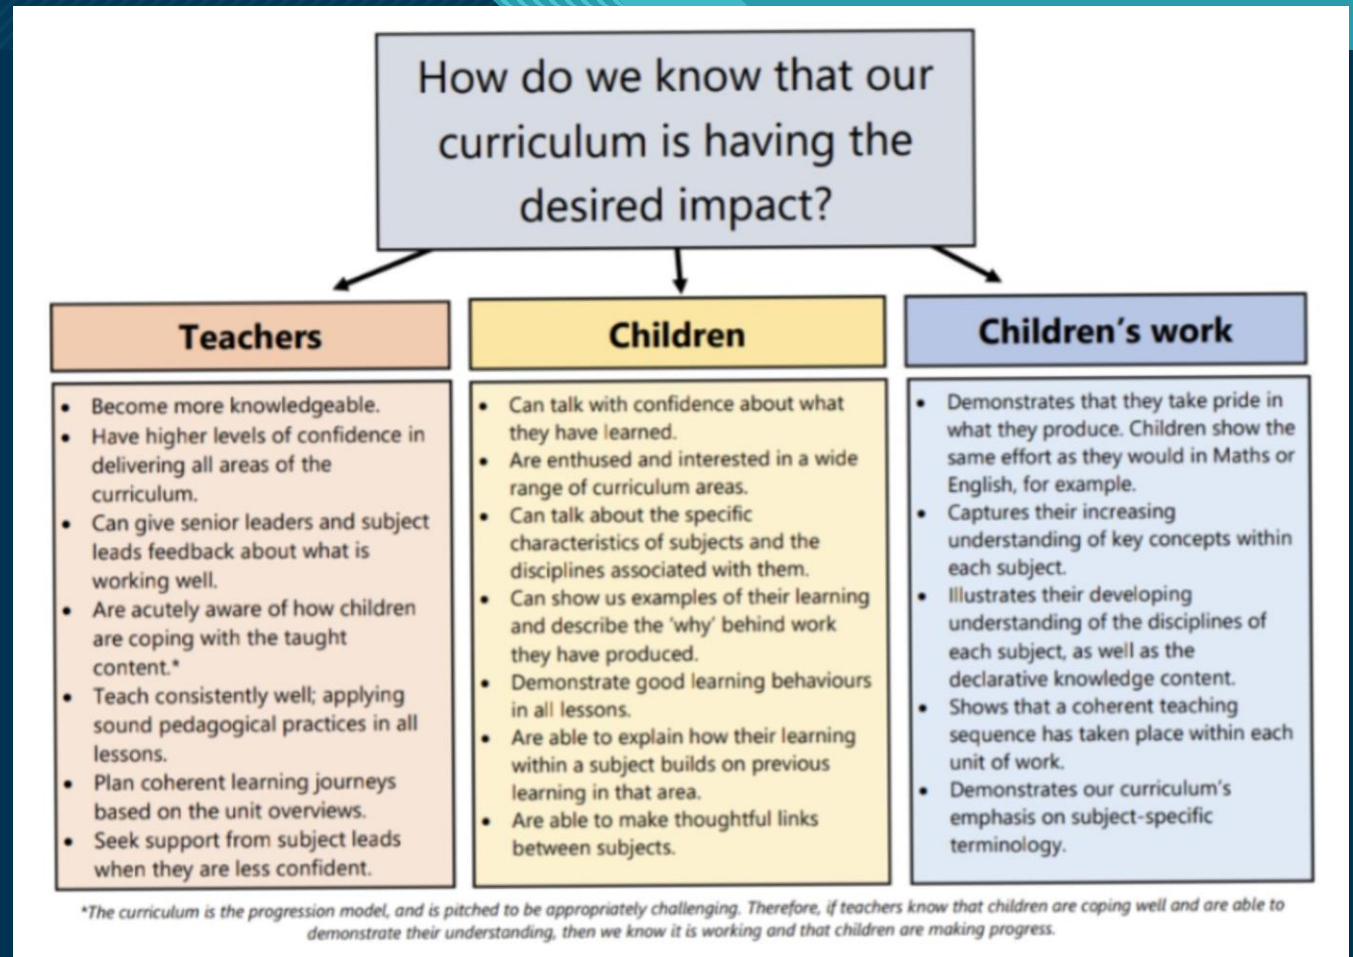 How do we know that our
curriculum is having the
desired impact?
Teachers
• Become more knowledgeable.
• Have higher levels of confidence in
delivering all areas of the
curriculum.
• Can give senior leaders and subject
leads feedback about what is
working well.
• Are acutely aware of how children
are coping with the taught
content.*
• Teach consistently well; applying
sound pedagogical practices in all
lessons.
• Plan coherent learning journeys
based on the unit overviews.
• Seek support from subject leads
when they are less confident.
Children
• Can talk with confidence about what
they have learned.
• Are enthused and interested in a wide
range of curriculum areas.
• Can talk about the specific
characteristics of subjects and the
disciplines associated with them.
• Can show us examples of their learning
and describe the 'why' behind work
they have produced.
• Demonstrate good learning behaviours
in all lessons.
• Are able to explain how their learning
within a subject builds on previous
learning in that area.
• Are able to make thoughtful links
between subjects.
Children's work
• Demonstrates that they take pride in
what they produce. Children show the
same effort as they would in Maths or
English, for example.
• Captures their increasing
understanding of key concepts within
each subject.
• Illustrates their developing
understanding of the disciplines of
each subject, as well as the
declarative knowledge content.
• Shows that a coherent teaching
sequence has taken place within each
unit of work.
• Demonstrates our curriculum's
emphasis on subject-specific
terminology.
*The curriculum is the progression model, and is pitched to be appropriately challenging. Therefore, if teachers know that children are coping well and are able to
demonstrate their understanding, then we know it is working and that children are making progress.